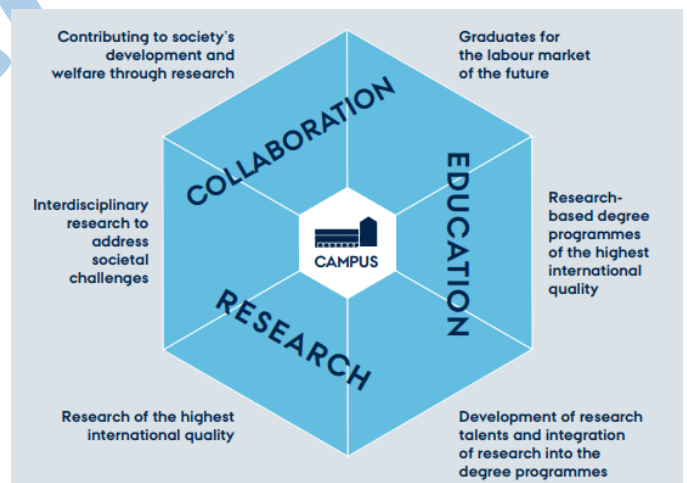 Contributing to society's
development and
welfare through research
Graduates for
the labour market
of the future
COLLABORATION
EDUCATION
Interdisciplinary
research to
address
societal
challenges
Research-
based degree
programmes
of the highest
international
quality
CAMPUS
RESEARCH
Research of the highest
international quality
Development of research
talents and integration
of research into the
degree programmes